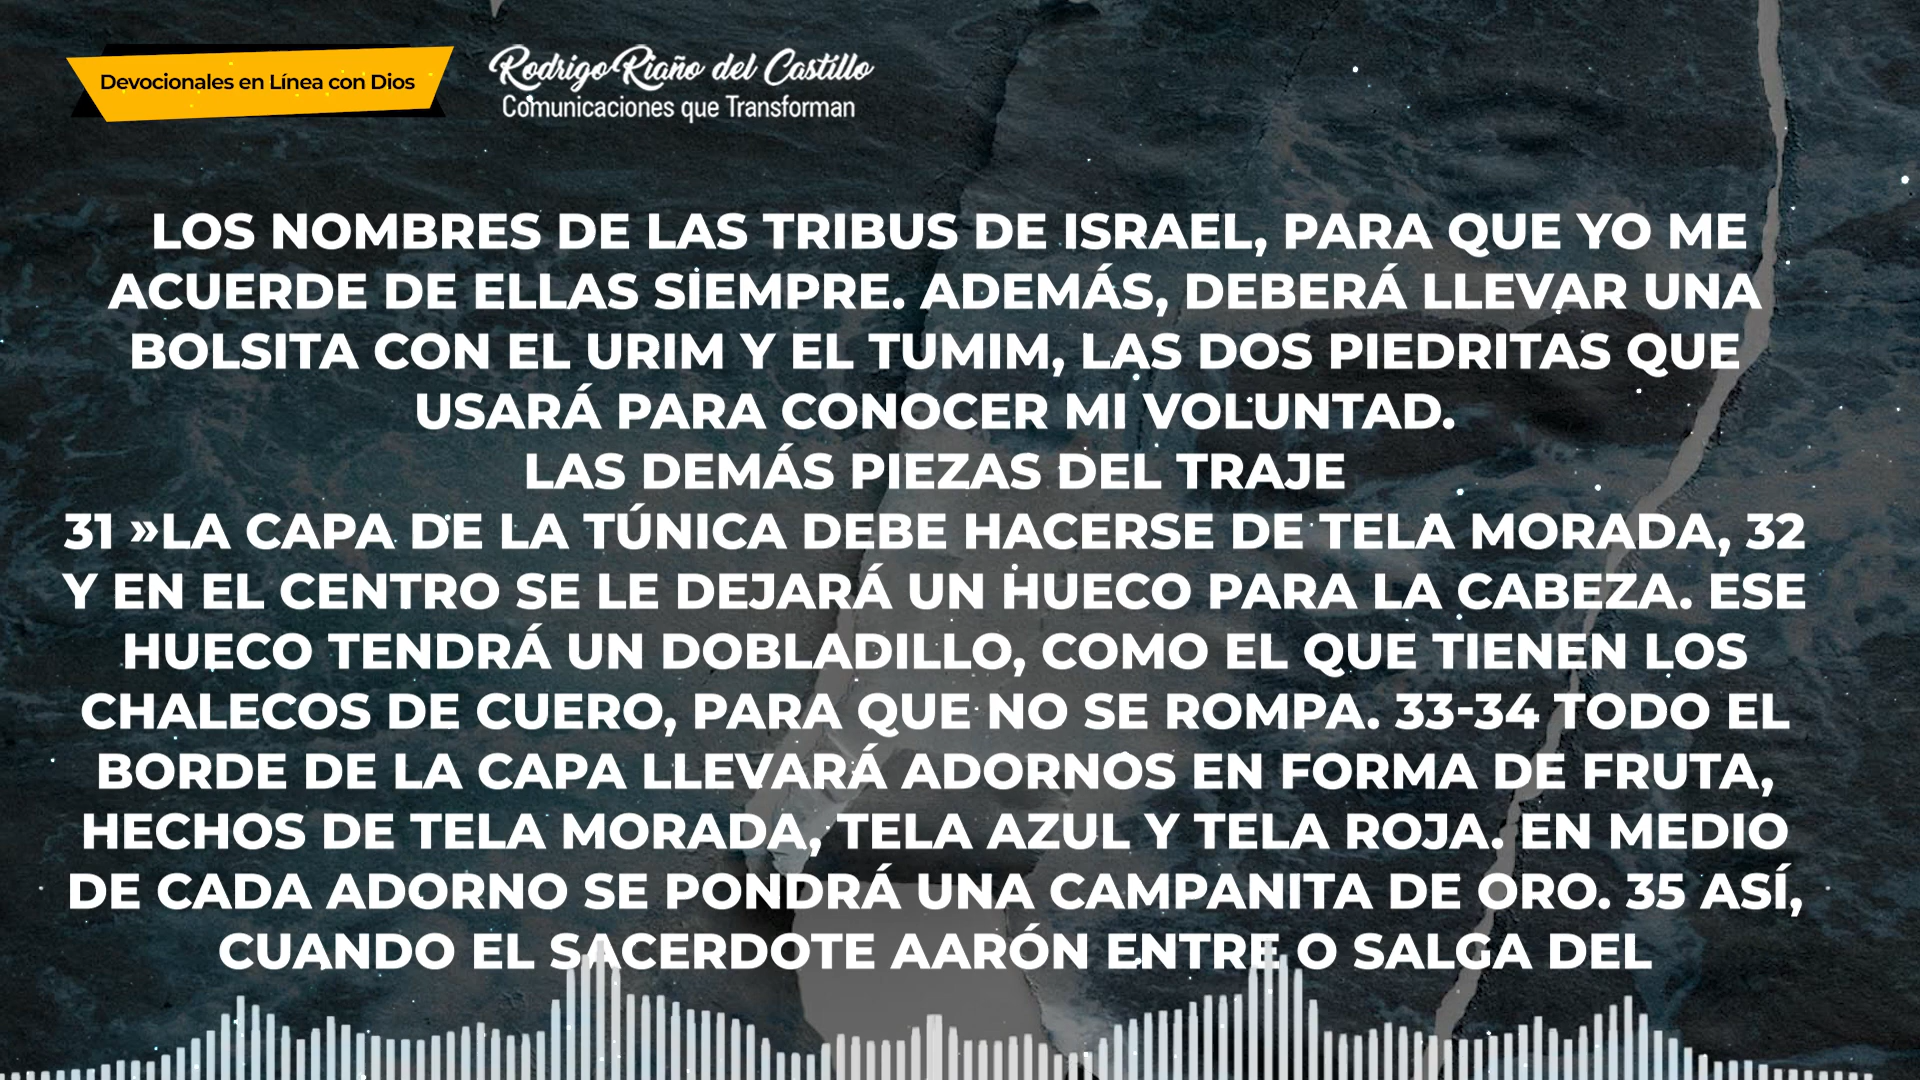 Devocionales en Línea con Dios
Rodrigo Riaño del Castillo
Comunicaciones que Transforman
LOS NOMBRES DE LAS TRIBUS DE ISRAEL, PARA QUE YO ME
ACUERDE DE ELLAS SIEMPRE. ADEMÁS, DEBERÁ LLEVAR UNA
BOLSITA CON EL URIM Y EL TUMIM, LAS DOS PIEDRITAS QUE
USARÁ PARA CONOCER MI VOLUNTAD.
LAS DEMÁS PIEZAS DEL TRAJE
31 »LA CAPA DE LA TÚNICA DEBE HACERSE DE TELA MORADA, 32
Y EN EL CENTRO SE LE DEJARÁ UN HUECO PARA LA CABEZA. ESE
HUECO TENDRÁ UN DOBLADILLO, COMO EL QUE TIENEN LOS
CHALECOS DE CUERO, PARA QUE NO SE ROMPA. 33-34 TODO EL
BORDE DE LA CAPA LLEVARÁ ADORNOS EN FORMA DE FRUTA,
HECHOS DE TELA MORADA, TELA AZUL Y TELA ROJA. EN MEDIO
DE CADA ADORNO SE PONDRÁ UNA CAMPANITA DE ORO. 35 ASÍ,
CUANDO EL SACERDOTE AARÓN ENTRE O SALGA DEL